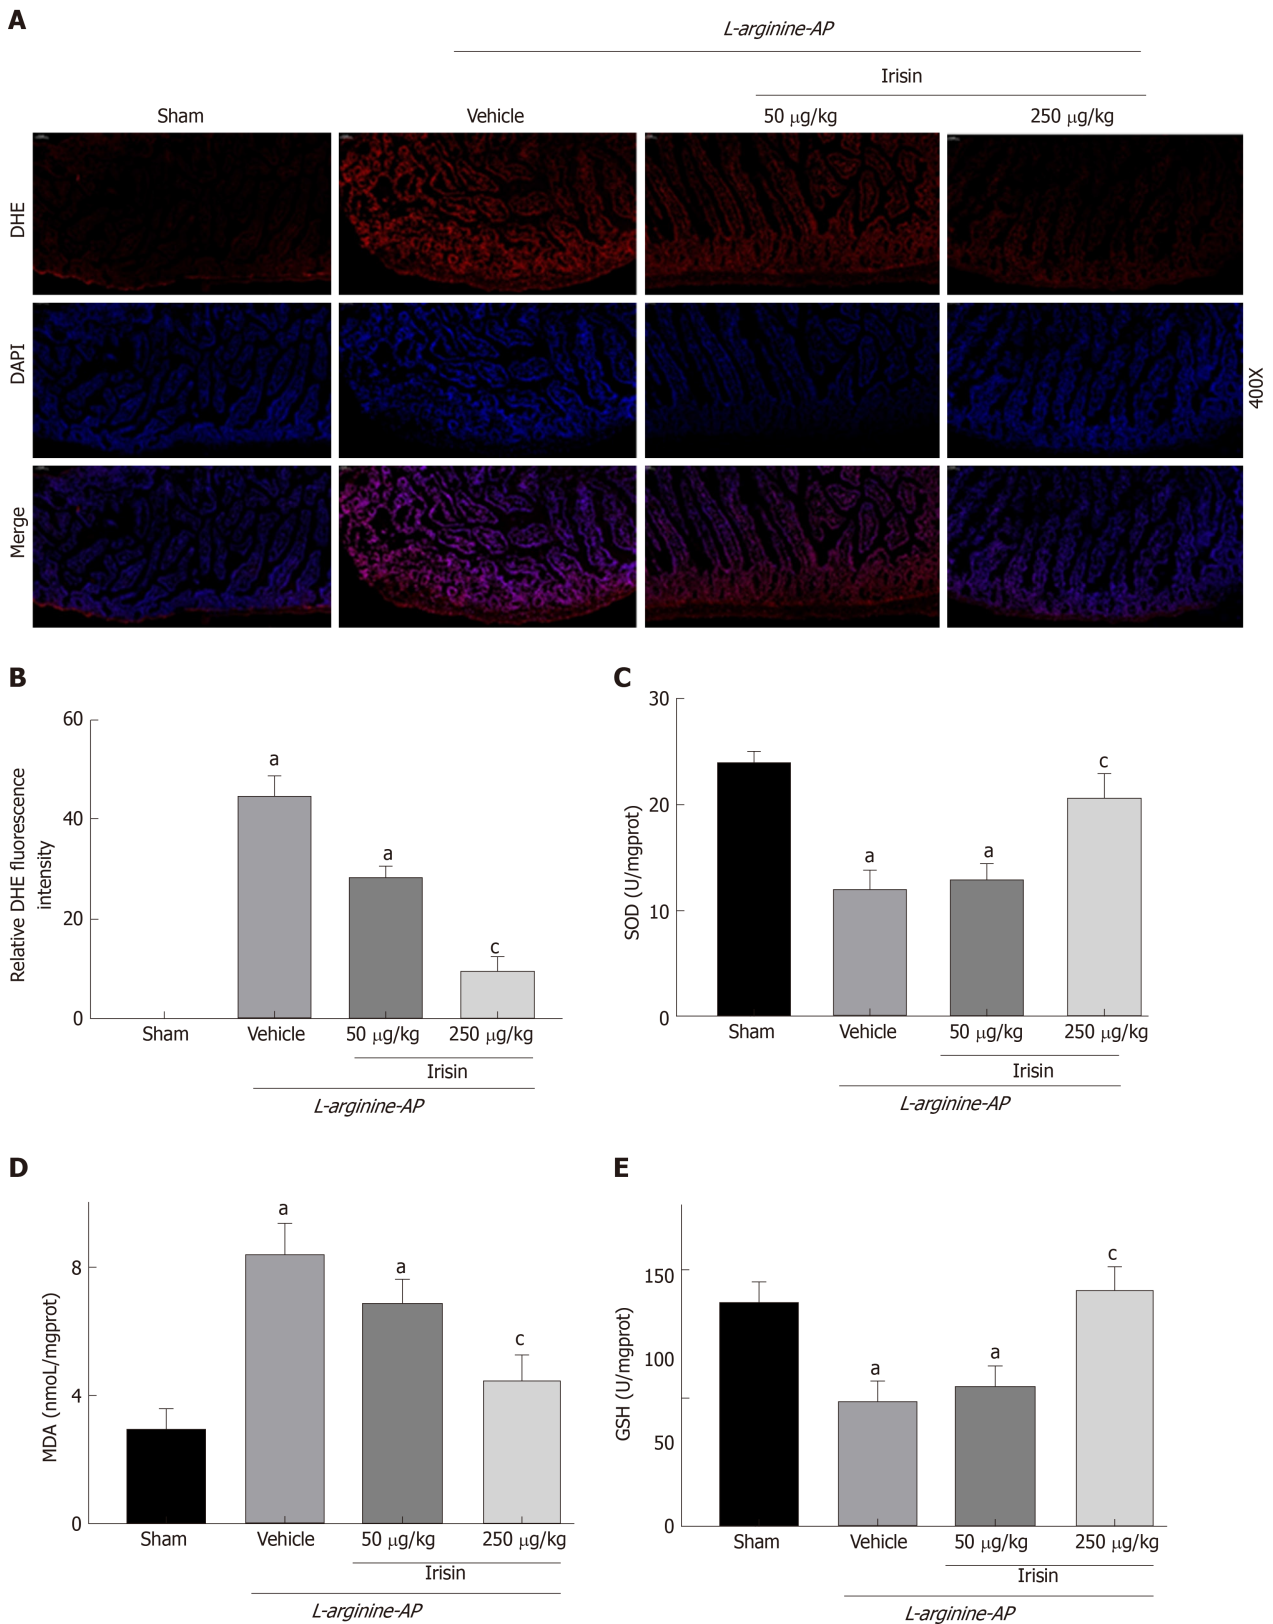 A
L-arginine-AP
Irisin
Sham Vehicle 50 μg/kg 250 μg/kg
DHE
DAPI
400X
Merge
B
Relative DHE fluorescence
intensity
60
40
20
0
a
a
c
Sham Vehicle 50 μg/kg 250 μg/kg
Irisin
L-arginine-AP
C
SOD (U/mgprot)
30
20
10
0
a
a
c
Sham Vehicle 50 μg/kg 250 μg/kg
Irisin
L-arginine-AP
D
MDA (nmoL/mgprot)
8
4
0
a
a
c
Sham Vehicle 50 μg/kg 250 μg/kg
Irisin
L-arginine-AP
E
GSH (U/mgprot)
150
100
50
0
a
a
c
Sham Vehicle 50 μg/kg 250 μg/kg
Irisin
L-arginine-AP